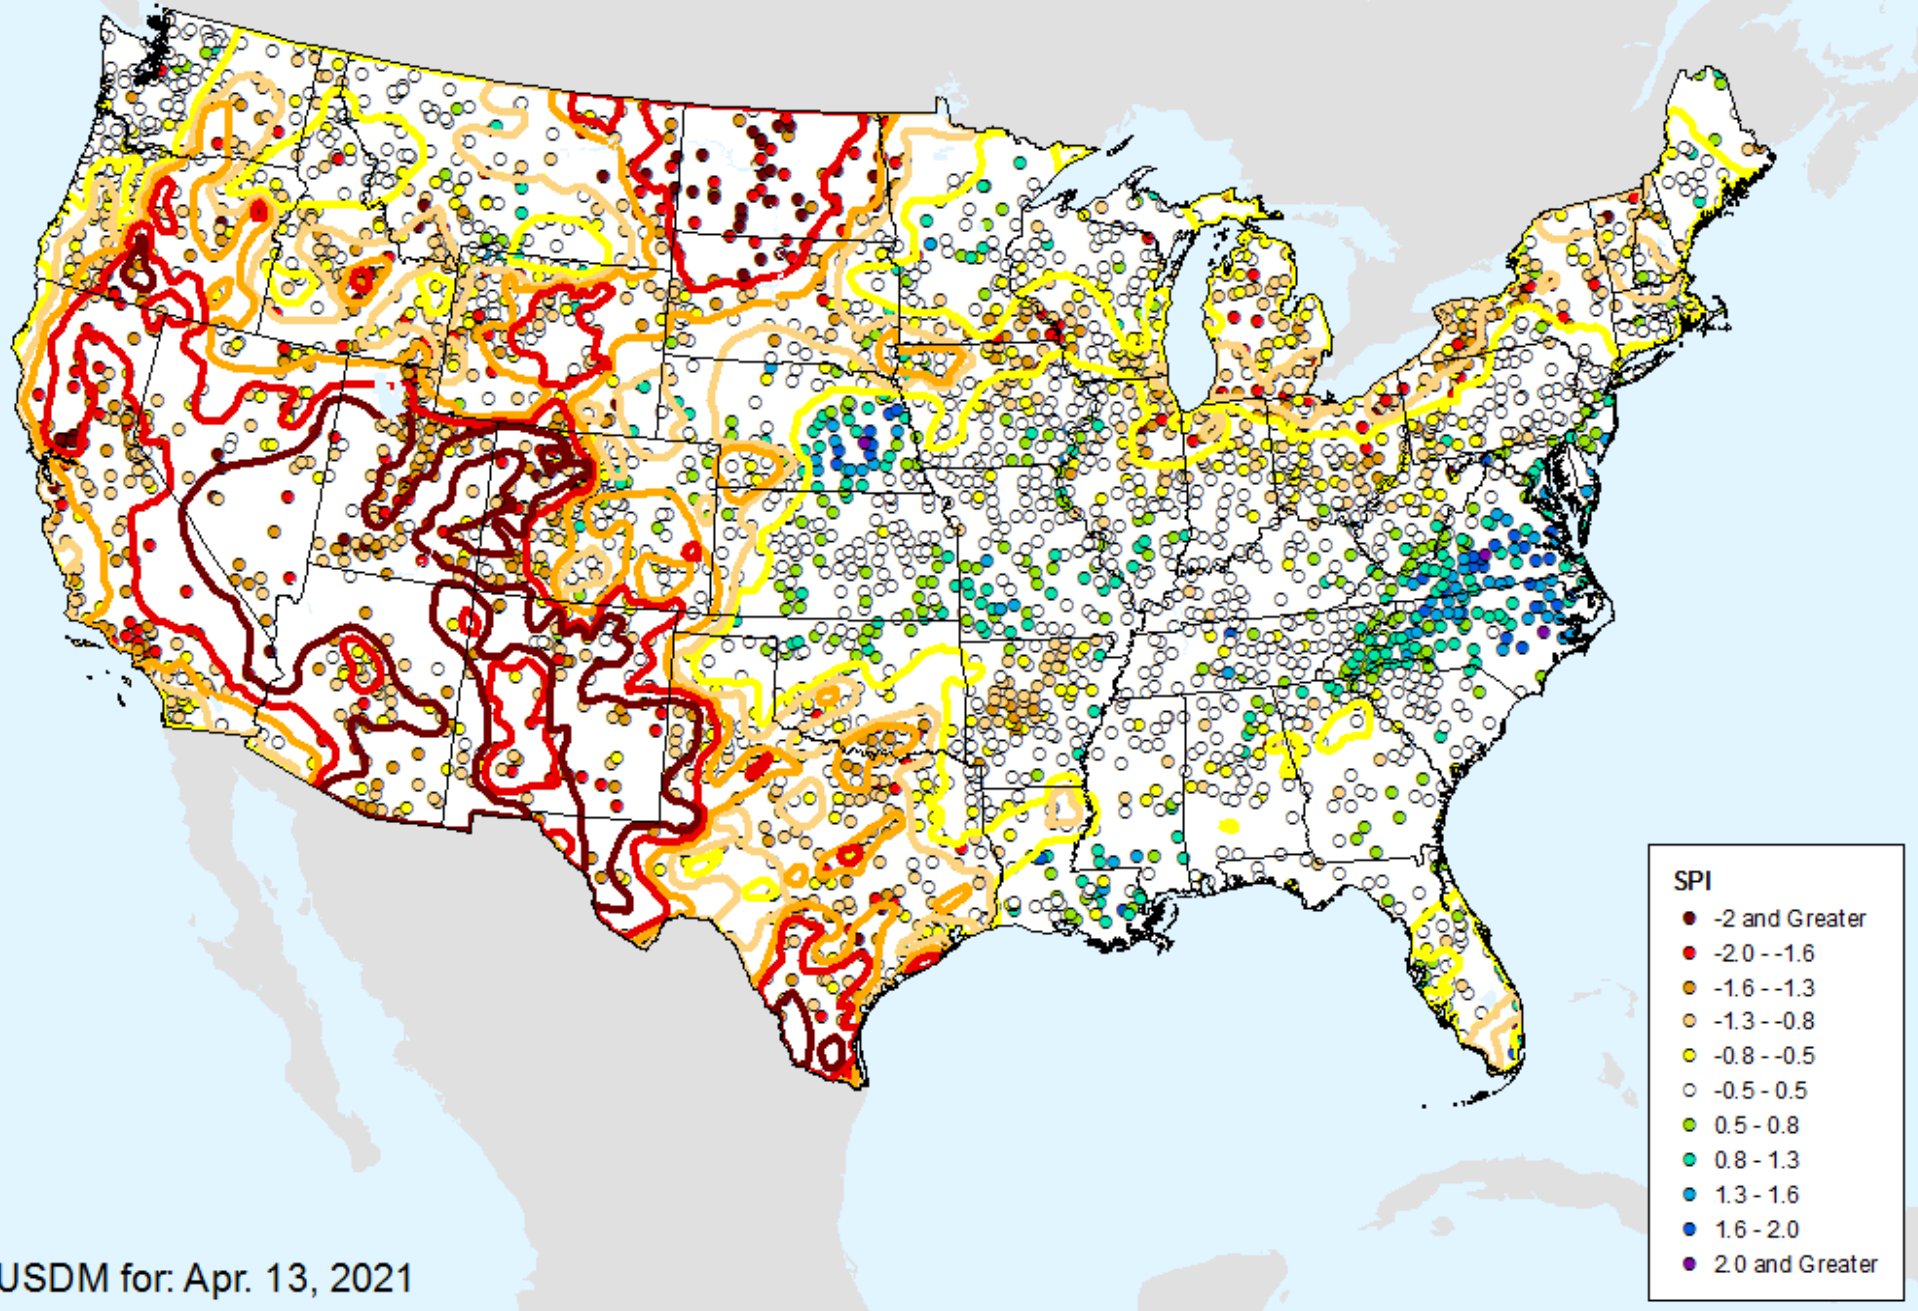 SPI
-2 and Greater
-2.0 - -1.6
-1.6 - -1.3
-1.3 - -0.8
-0.8 - -0.5
-0.5 - 0.5
0.5 - 0.8
0.8 - 1.3
1.3 - 1.6
1.6 - 2.0
2.0 and Greater
USDM for: Apr. 13, 2021